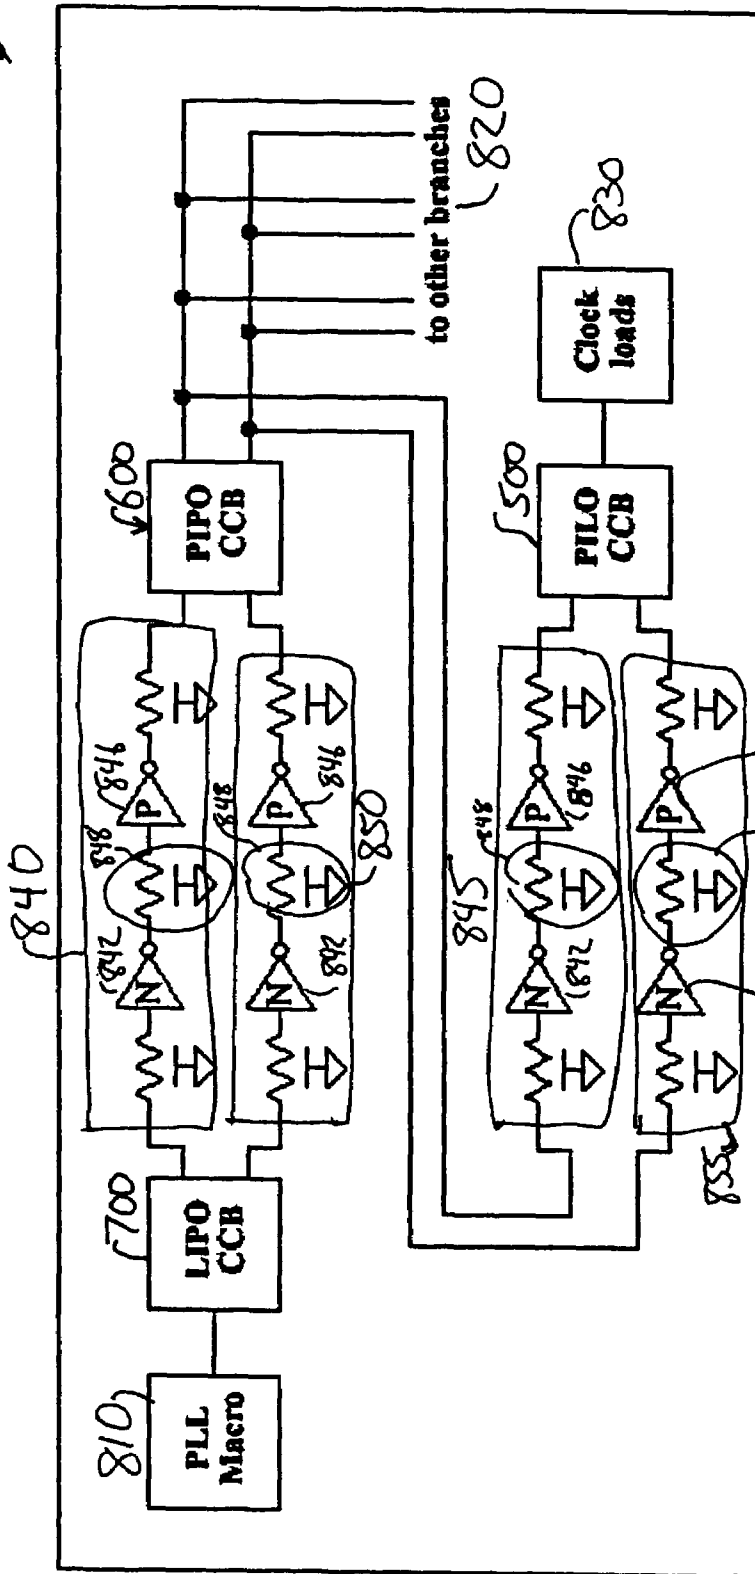 840
810
PLL
Macro
700
LIPO
CCB
842
N
848
846
P
842
N
848
846
P
850
600
PIPO
CCB
to other branches
820
845
842
N
848
846
P
N
P
855
500
PILO
CCB
830
Clock
loads